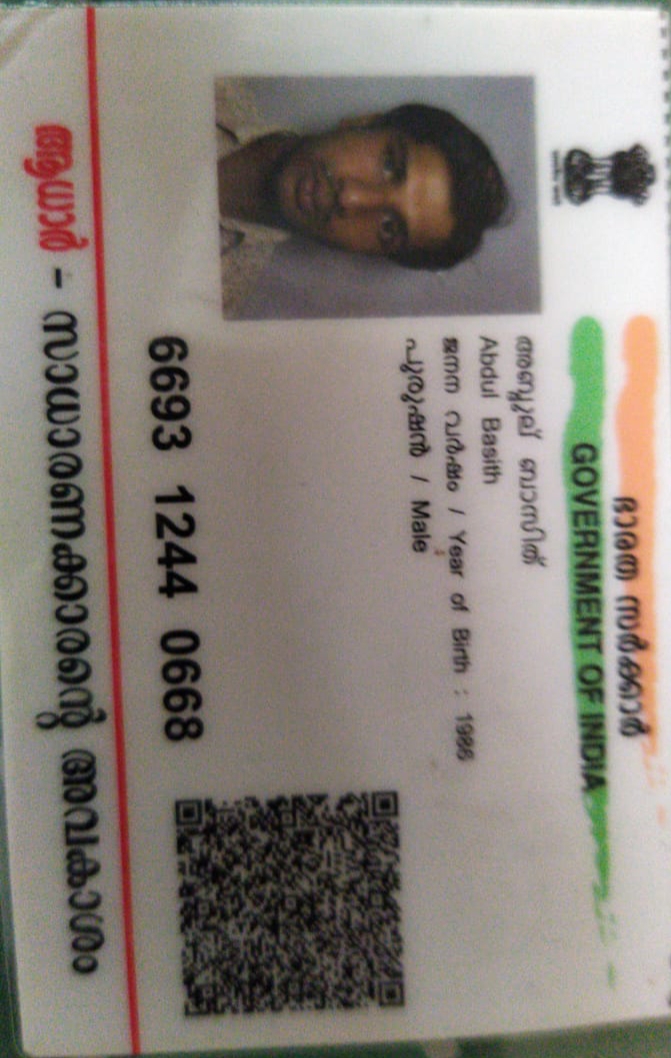 ഭാരത സർക്കാർ
GOVERNMENT OF INDIA
അബ്ദുല് ബാസിത്
Abdul Basith
ജനന വർഷം / Year of Birth : 1986
പുരുഷൻ / Male
6693 1244 0668
ആധാർ - സാധാരണക്കാരന്റെ അവകാശം